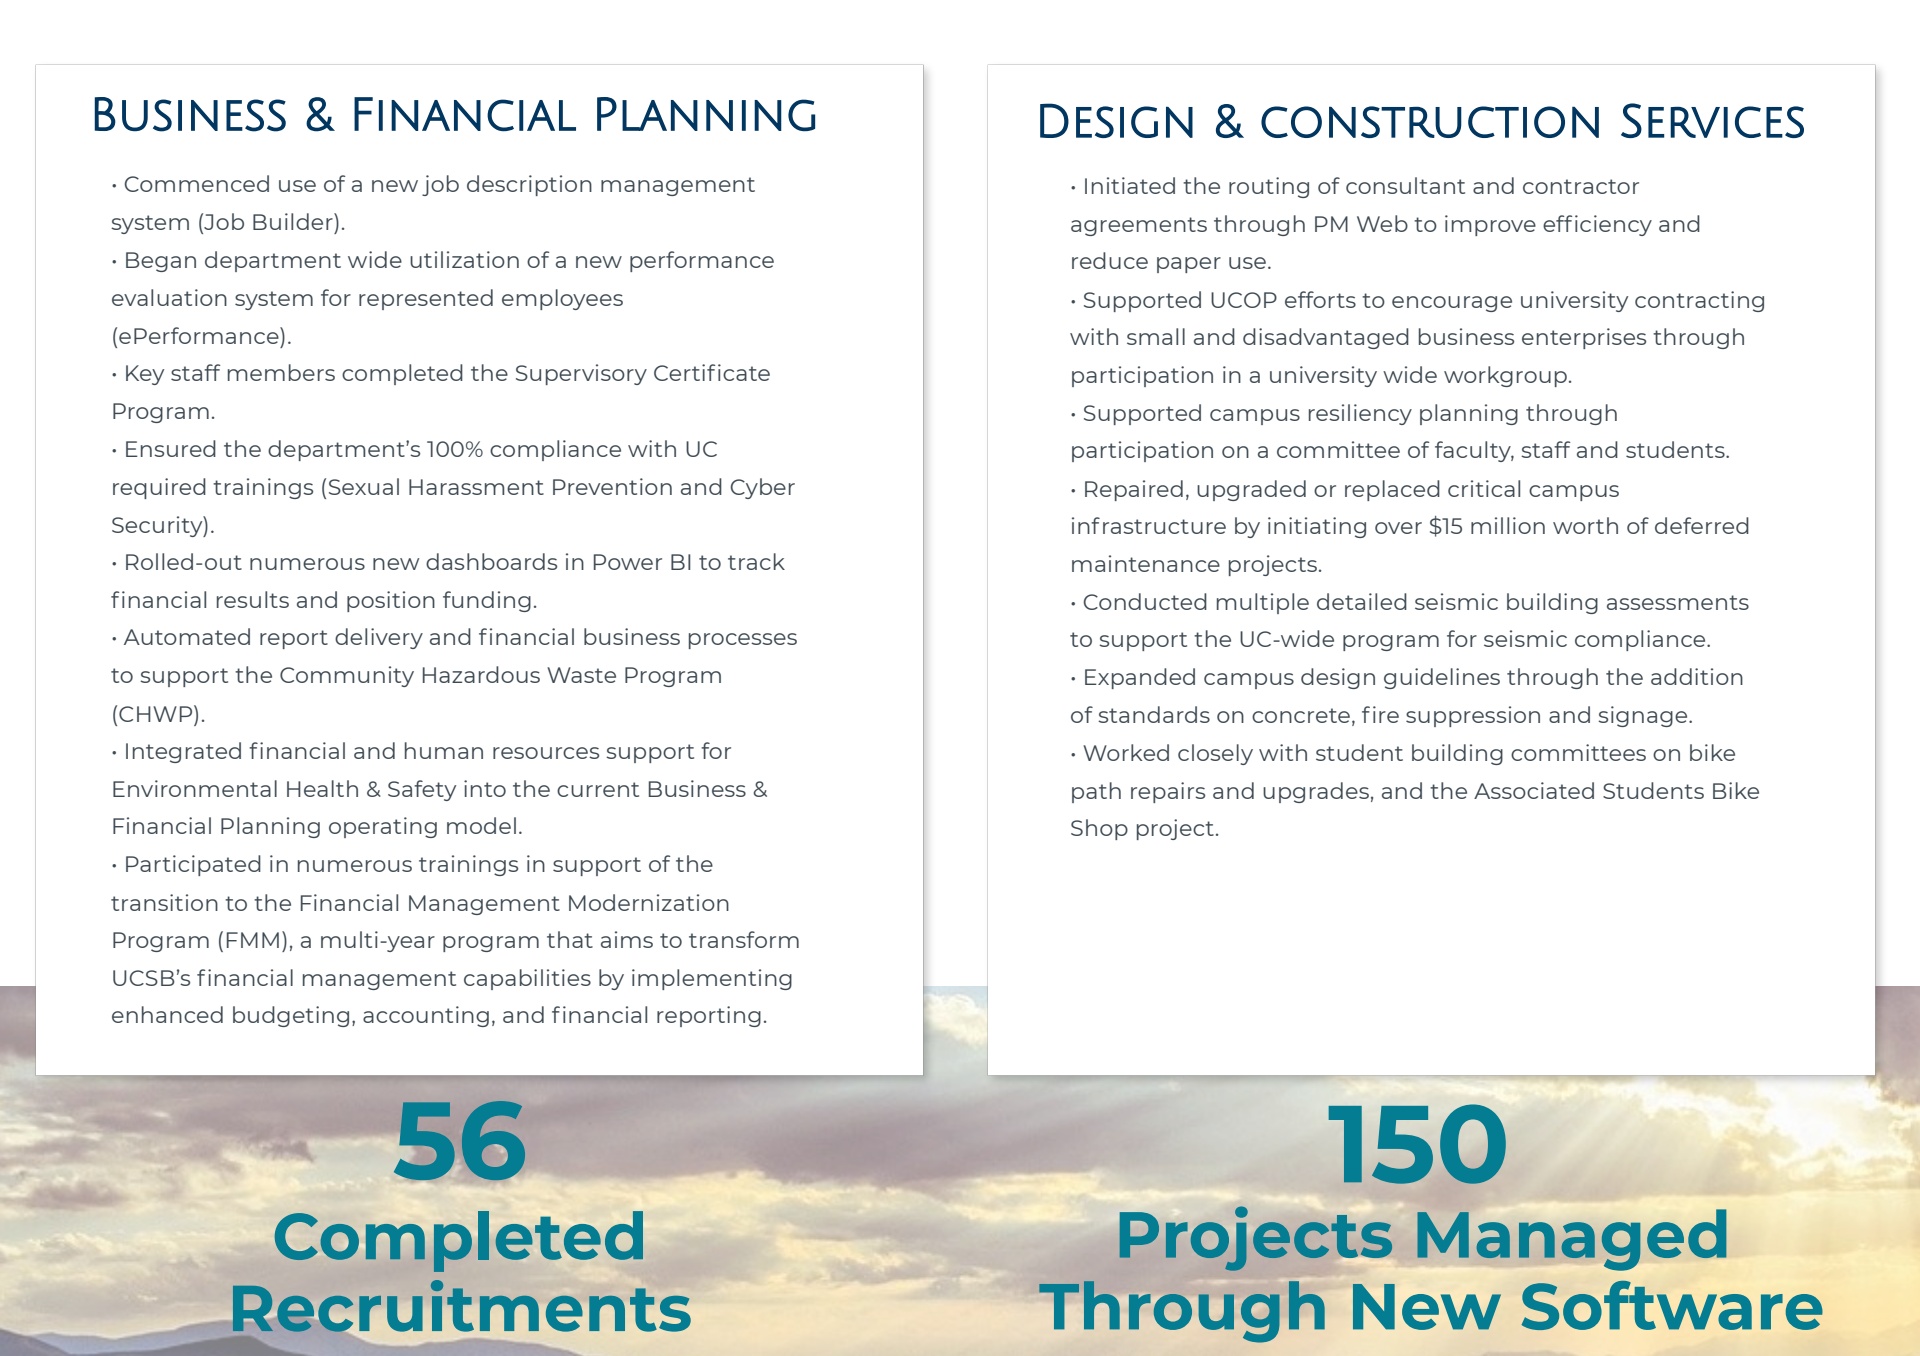 Business & Financial Planning
• Commenced use of a new job description management
system (Job Builder).
• Began department wide utilization of a new performance
evaluation system for represented employees
(ePerformance).
• Key staff members completed the Supervisory Certificate
Program.
• Ensured the department’s 100% compliance with UC
required trainings (Sexual Harassment Prevention and Cyber
Security).
• Rolled-out numerous new dashboards in Power BI to track
financial results and position funding.
• Automated report delivery and financial business processes
to support the Community Hazardous Waste Program
(CHWP).
• Integrated financial and human resources support for
Environmental Health & Safety into the current Business &
Financial Planning operating model.
• Participated in numerous trainings in support of the
transition to the Financial Management Modernization
Program (FMM), a multi-year program that aims to transform
UCSB’s financial management capabilities by implementing
enhanced budgeting, accounting, and financial reporting.
56
Completed
Recruitments
Design & construction Services
• Initiated the routing of consultant and contractor
agreements through PM Web to improve efficiency and
reduce paper use.
• Supported UCOP efforts to encourage university contracting
with small and disadvantaged business enterprises through
participation in a university wide workgroup.
• Supported campus resiliency planning through
participation on a committee of faculty, staff and students.
• Repaired, upgraded or replaced critical campus
infrastructure by initiating over $15 million worth of deferred
maintenance projects.
• Conducted multiple detailed seismic building assessments
to support the UC-wide program for seismic compliance.
• Expanded campus design guidelines through the addition
of standards on concrete, fire suppression and signage.
• Worked closely with student building committees on bike
path repairs and upgrades, and the Associated Students Bike
Shop project.
150
Projects Managed
Through New Software